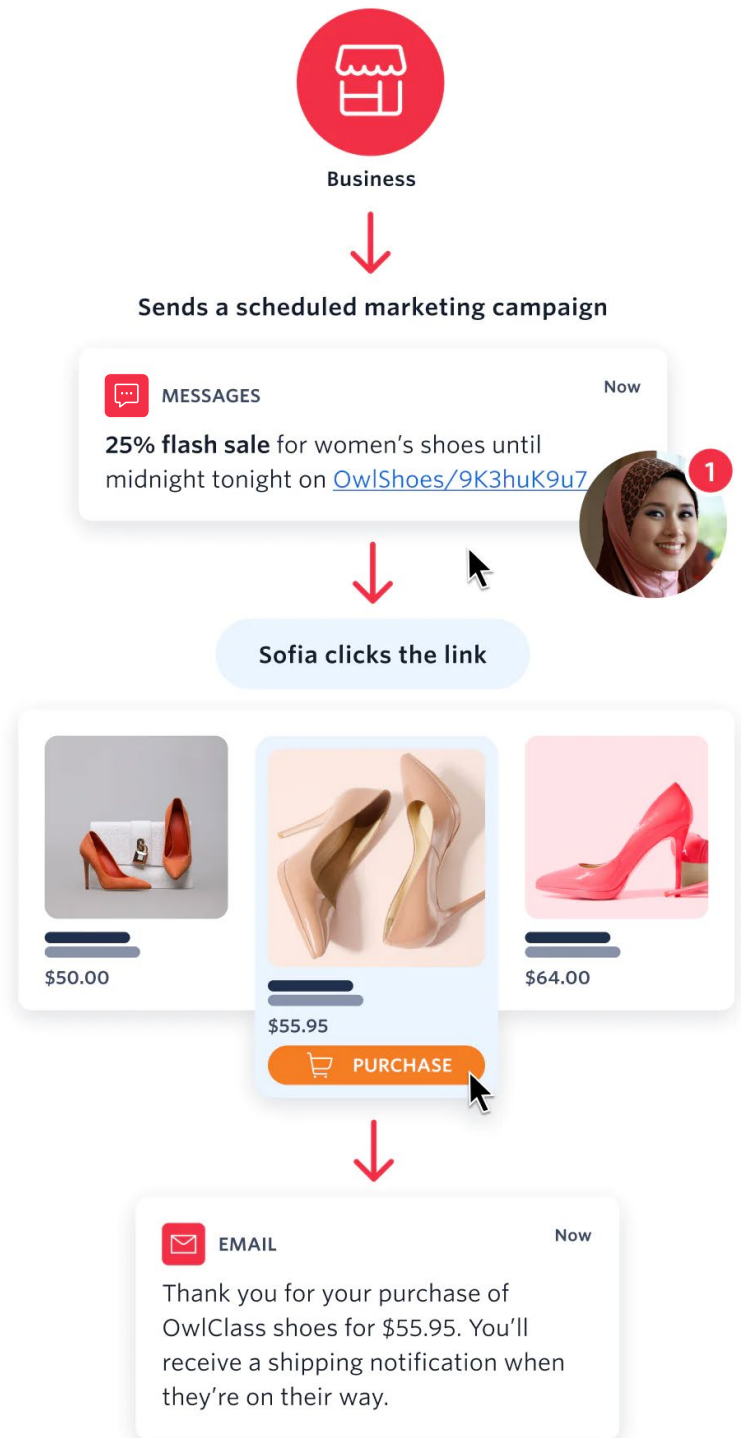 Business
Sends a scheduled marketing campaign
MESSAGES
Now
25% flash sale for women’s shoes until
midnight tonight on OwlShoes/9K3huK9u7
1
Sofia clicks the link
$50.00
$55.95
PURCHASE
$64.00
EMAIL
Now
Thank you for your purchase of
OwlClass shoes for $55.95. You’ll
receive a shipping notification when
they’re on their way.